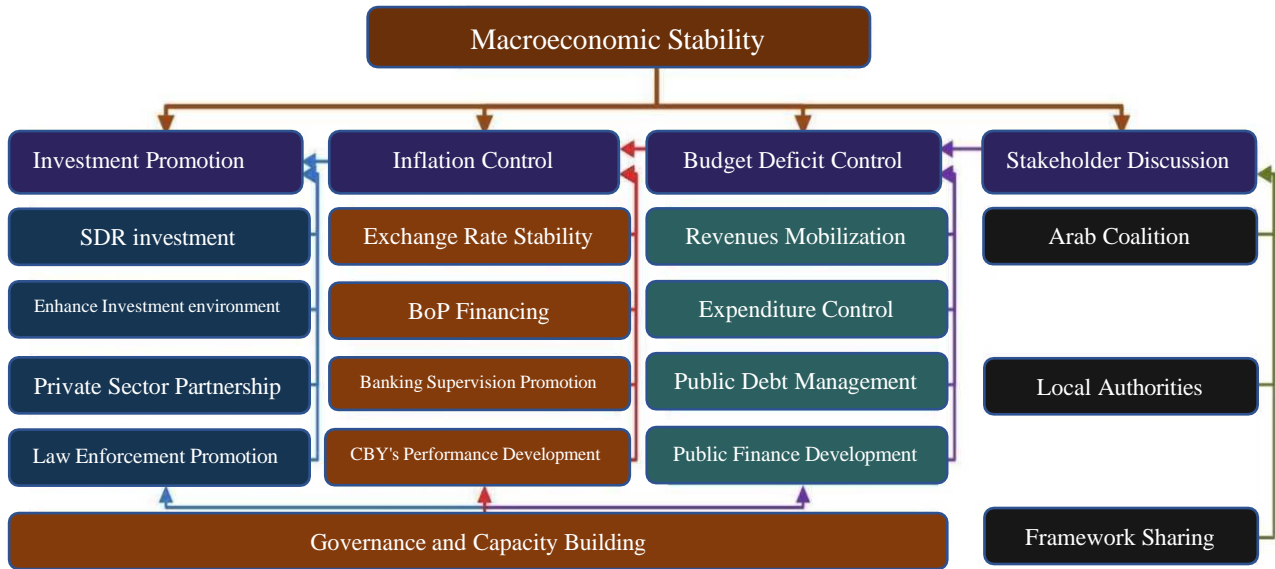 Macroeconomic Stability
Investment Promotion
Inflation Control
Budget Deficit Control
Stakeholder Discussion
SDR investment
Exchange Rate Stability
Revenues Mobilization
Arab Coalition
Enhance Investment environment
BoP Financing
Expenditure Control
Private Sector Partnership
Banking Supervision Promotion
Public Debt Management
Local Authorities
Law Enforcement Promotion
CBY's Performance Development
Public Finance Development
Governance and Capacity Building
Framework Sharing